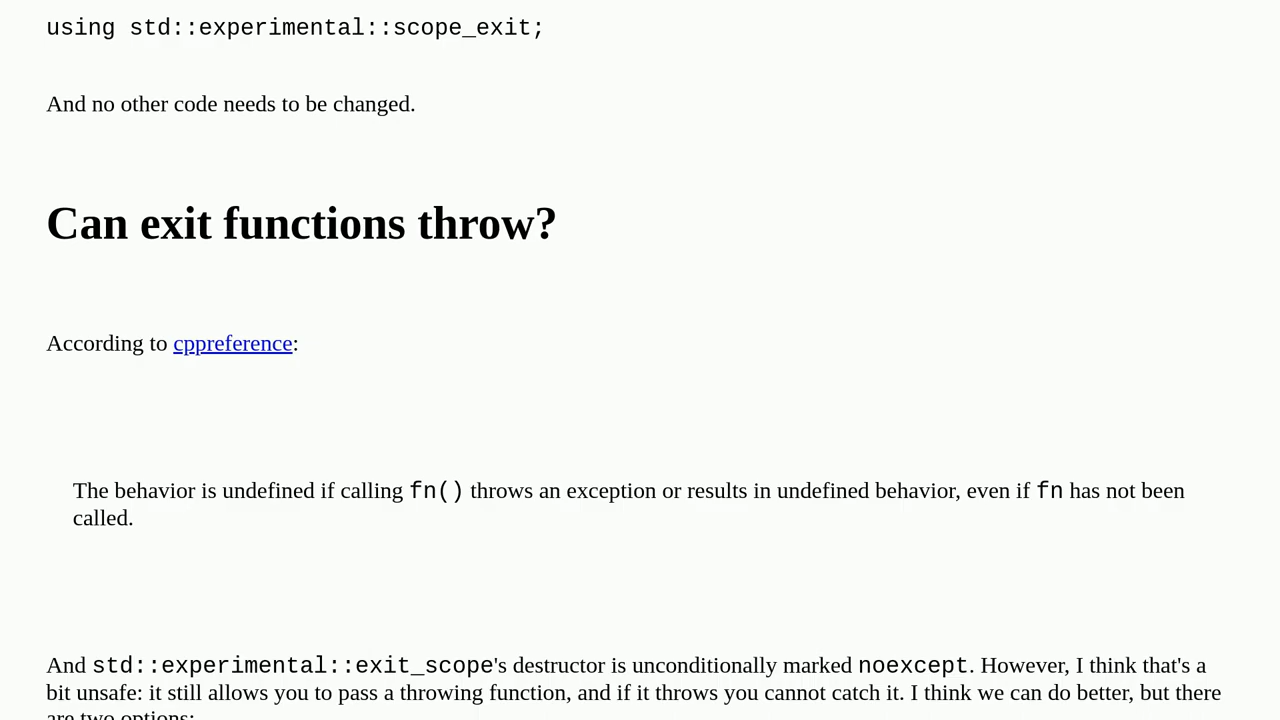 using std::experimental::scope_exit;
And no other code needs to be changed.
Can exit functions throw?
According to cppreference:
The behavior is undefined if calling fn() throws an exception or results in undefined behavior, even if fn has not been
called.
And std::experimental::exit_scope's destructor is unconditionally marked noexcept. However, I think that's a
bit unsafe: it still allows you to pass a throwing function, and if it throws you cannot catch it. I think we can do better, but there
are two options: